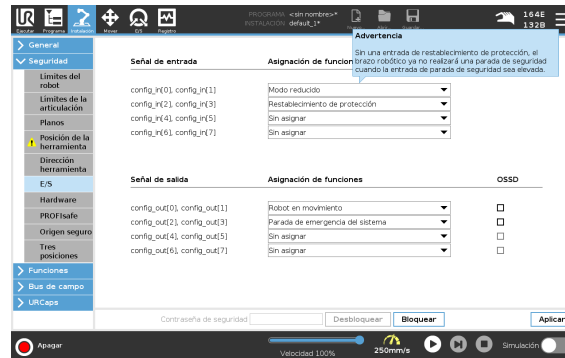 PROGRAMA <sin nombre>*
INSTALACIÓN default_1*
Ejecutar Programa Instalación Mover E/S Registro
164E
132B
Advertencia
Sin una entrada de restablecimiento de protección, el
brazo robótico ya no realizará una parada de seguridad
cuando la entrada de parada de seguridad sea elevada.
General
Seguridad
Límites del
robot
Límites de la
articulación
Planos
Posición de la
herramienta
Dirección
herramienta
E/S
Hardware
PROFIsafe
Origen seguro
Tres
posiciones
Funciones
Bus de campo
URCaps
Señal de entrada Asignación de funcion
config_in[0], config_in[1] Modo reducido
config_in[2], config_in[3] Restablecimiento de protección
config_in[4], config_in[5] Sin asignar
config_in[6], config_in[7] Sin asignar
Señal de salida Asignación de funciones OSSD
config_out[0], config_out[1] Robot en movimiento
config_out[2], config_out[3] Parada de emergencia del sistema
config_out[4], config_out[5] Sin asignar
config_out[6], config_out[7] Sin asignar
Contraseña de seguridad Desbloquear Bloquear Aplicar
Apagar
Velocidad 100%
250mm/s
Simulación